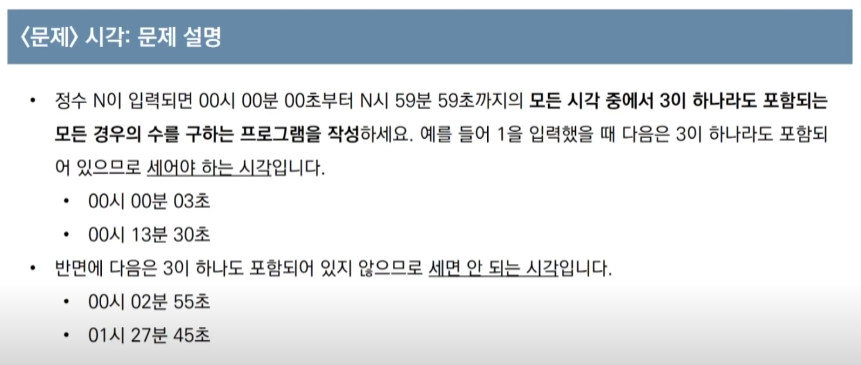 <문제> 시각: 문제 설명
• 정수 N이 입력되면 00시 00분 00초부터 N시 59분 59초까지의 모든 시각 중에서 3이 하나라도 포함되는
모든 경우의 수를 구하는 프로그램을 작성하세요. 예를 들어 1을 입력했을 때 다음은 3이 하나라도 포함되
어 있으므로 세어야 하는 시각입니다.
• 00시 00분 03초
• 00시 13분 30초
• 반면에 다음은 3이 하나도 포함되어 있지 않으므로 세면 안 되는 시각입니다.
• 00시 02분 55초
• 01시 27분 45초